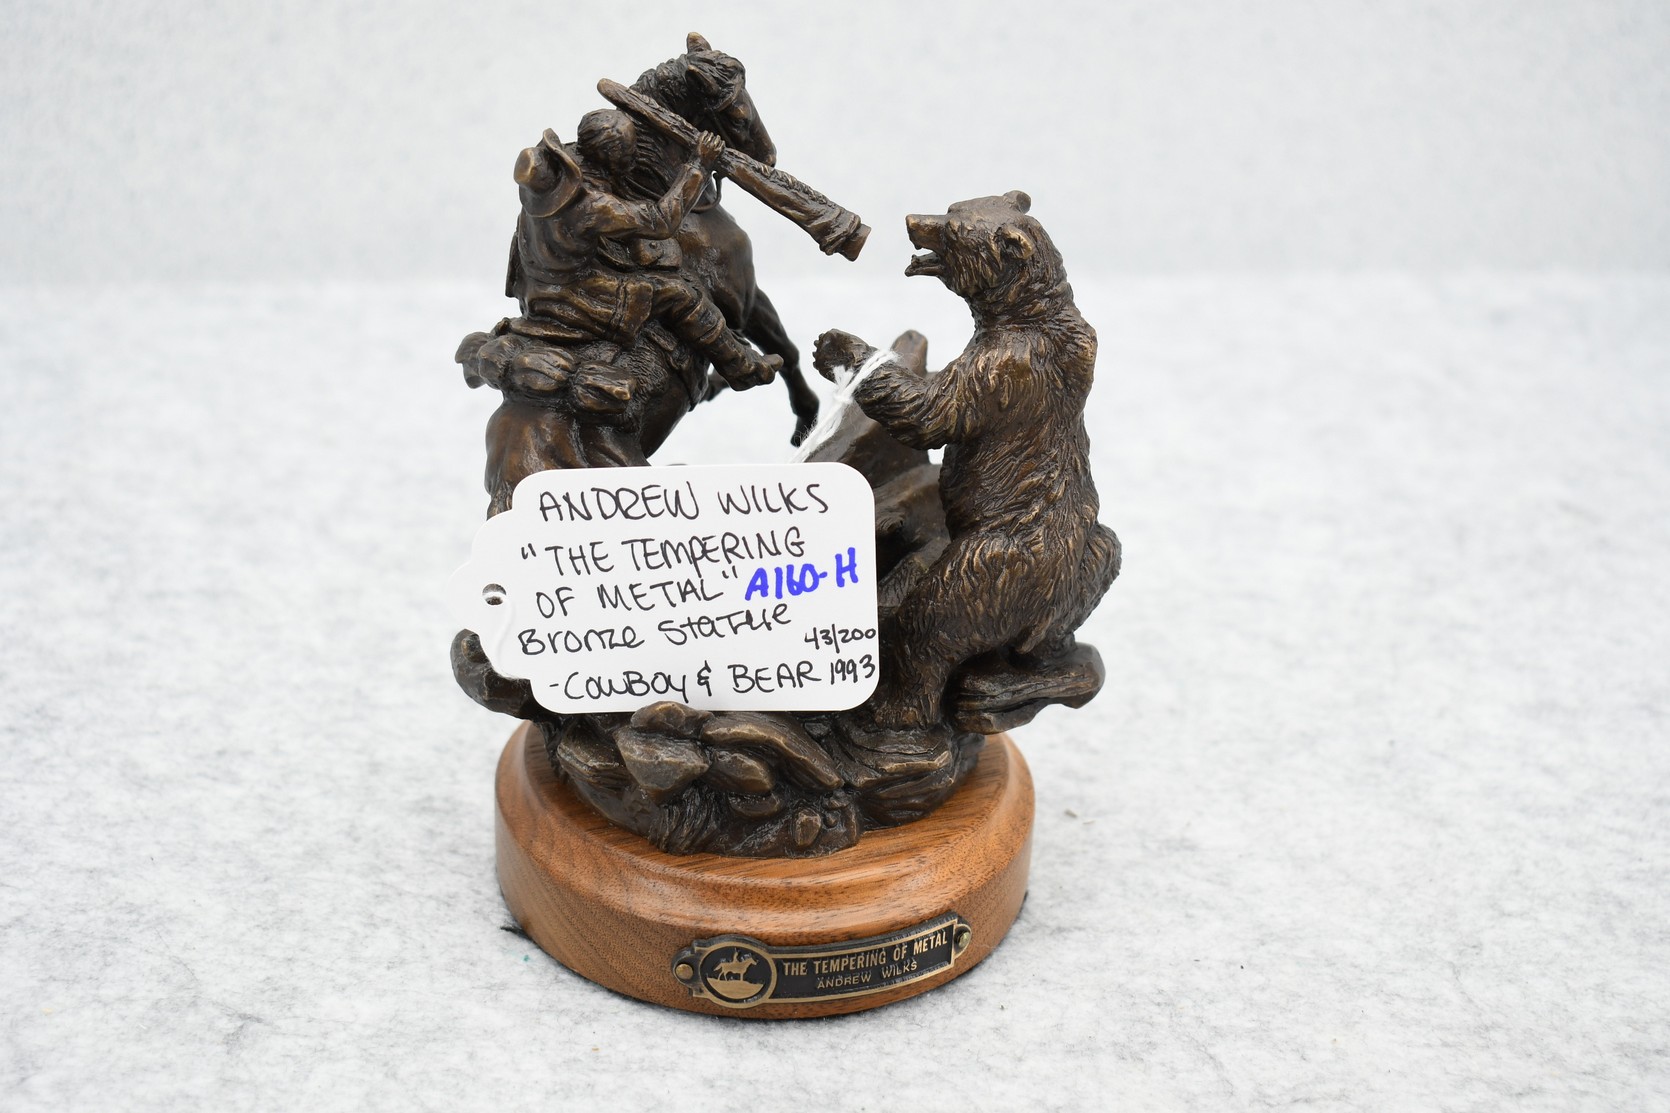 ANDREW WILKS
"THE TEMPERING
OF METAL" A160-H
Bronze Statue
43/200
-COWBOY & BEAR 1993
THE TEMPERING OF METAL
ANDREW WILKS